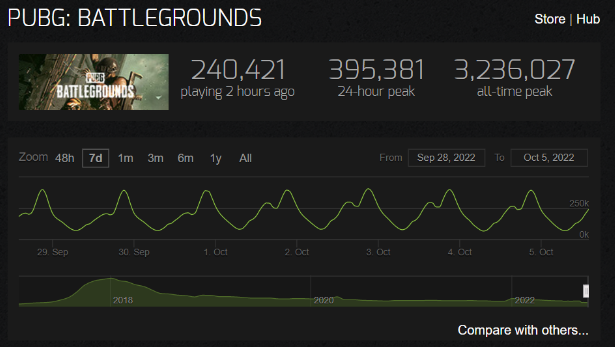 PUBG: BATTLEGROUNDS
Store | Hub
PUBG
BATTLEGROUNDS
240,421 395,381 3,236,027
playing 2 hours ago 24-hour peak all-time peak
Zoom 48h 7d 1m 3m 6m 1y All From Sep 28, 2022 To Oct 5, 2022
250k
0k
29. Sep 30. Sep 1. Oct 2. Oct 3. Oct 4. Oct 5. Oct
2018 2020 2022
Compare with others...